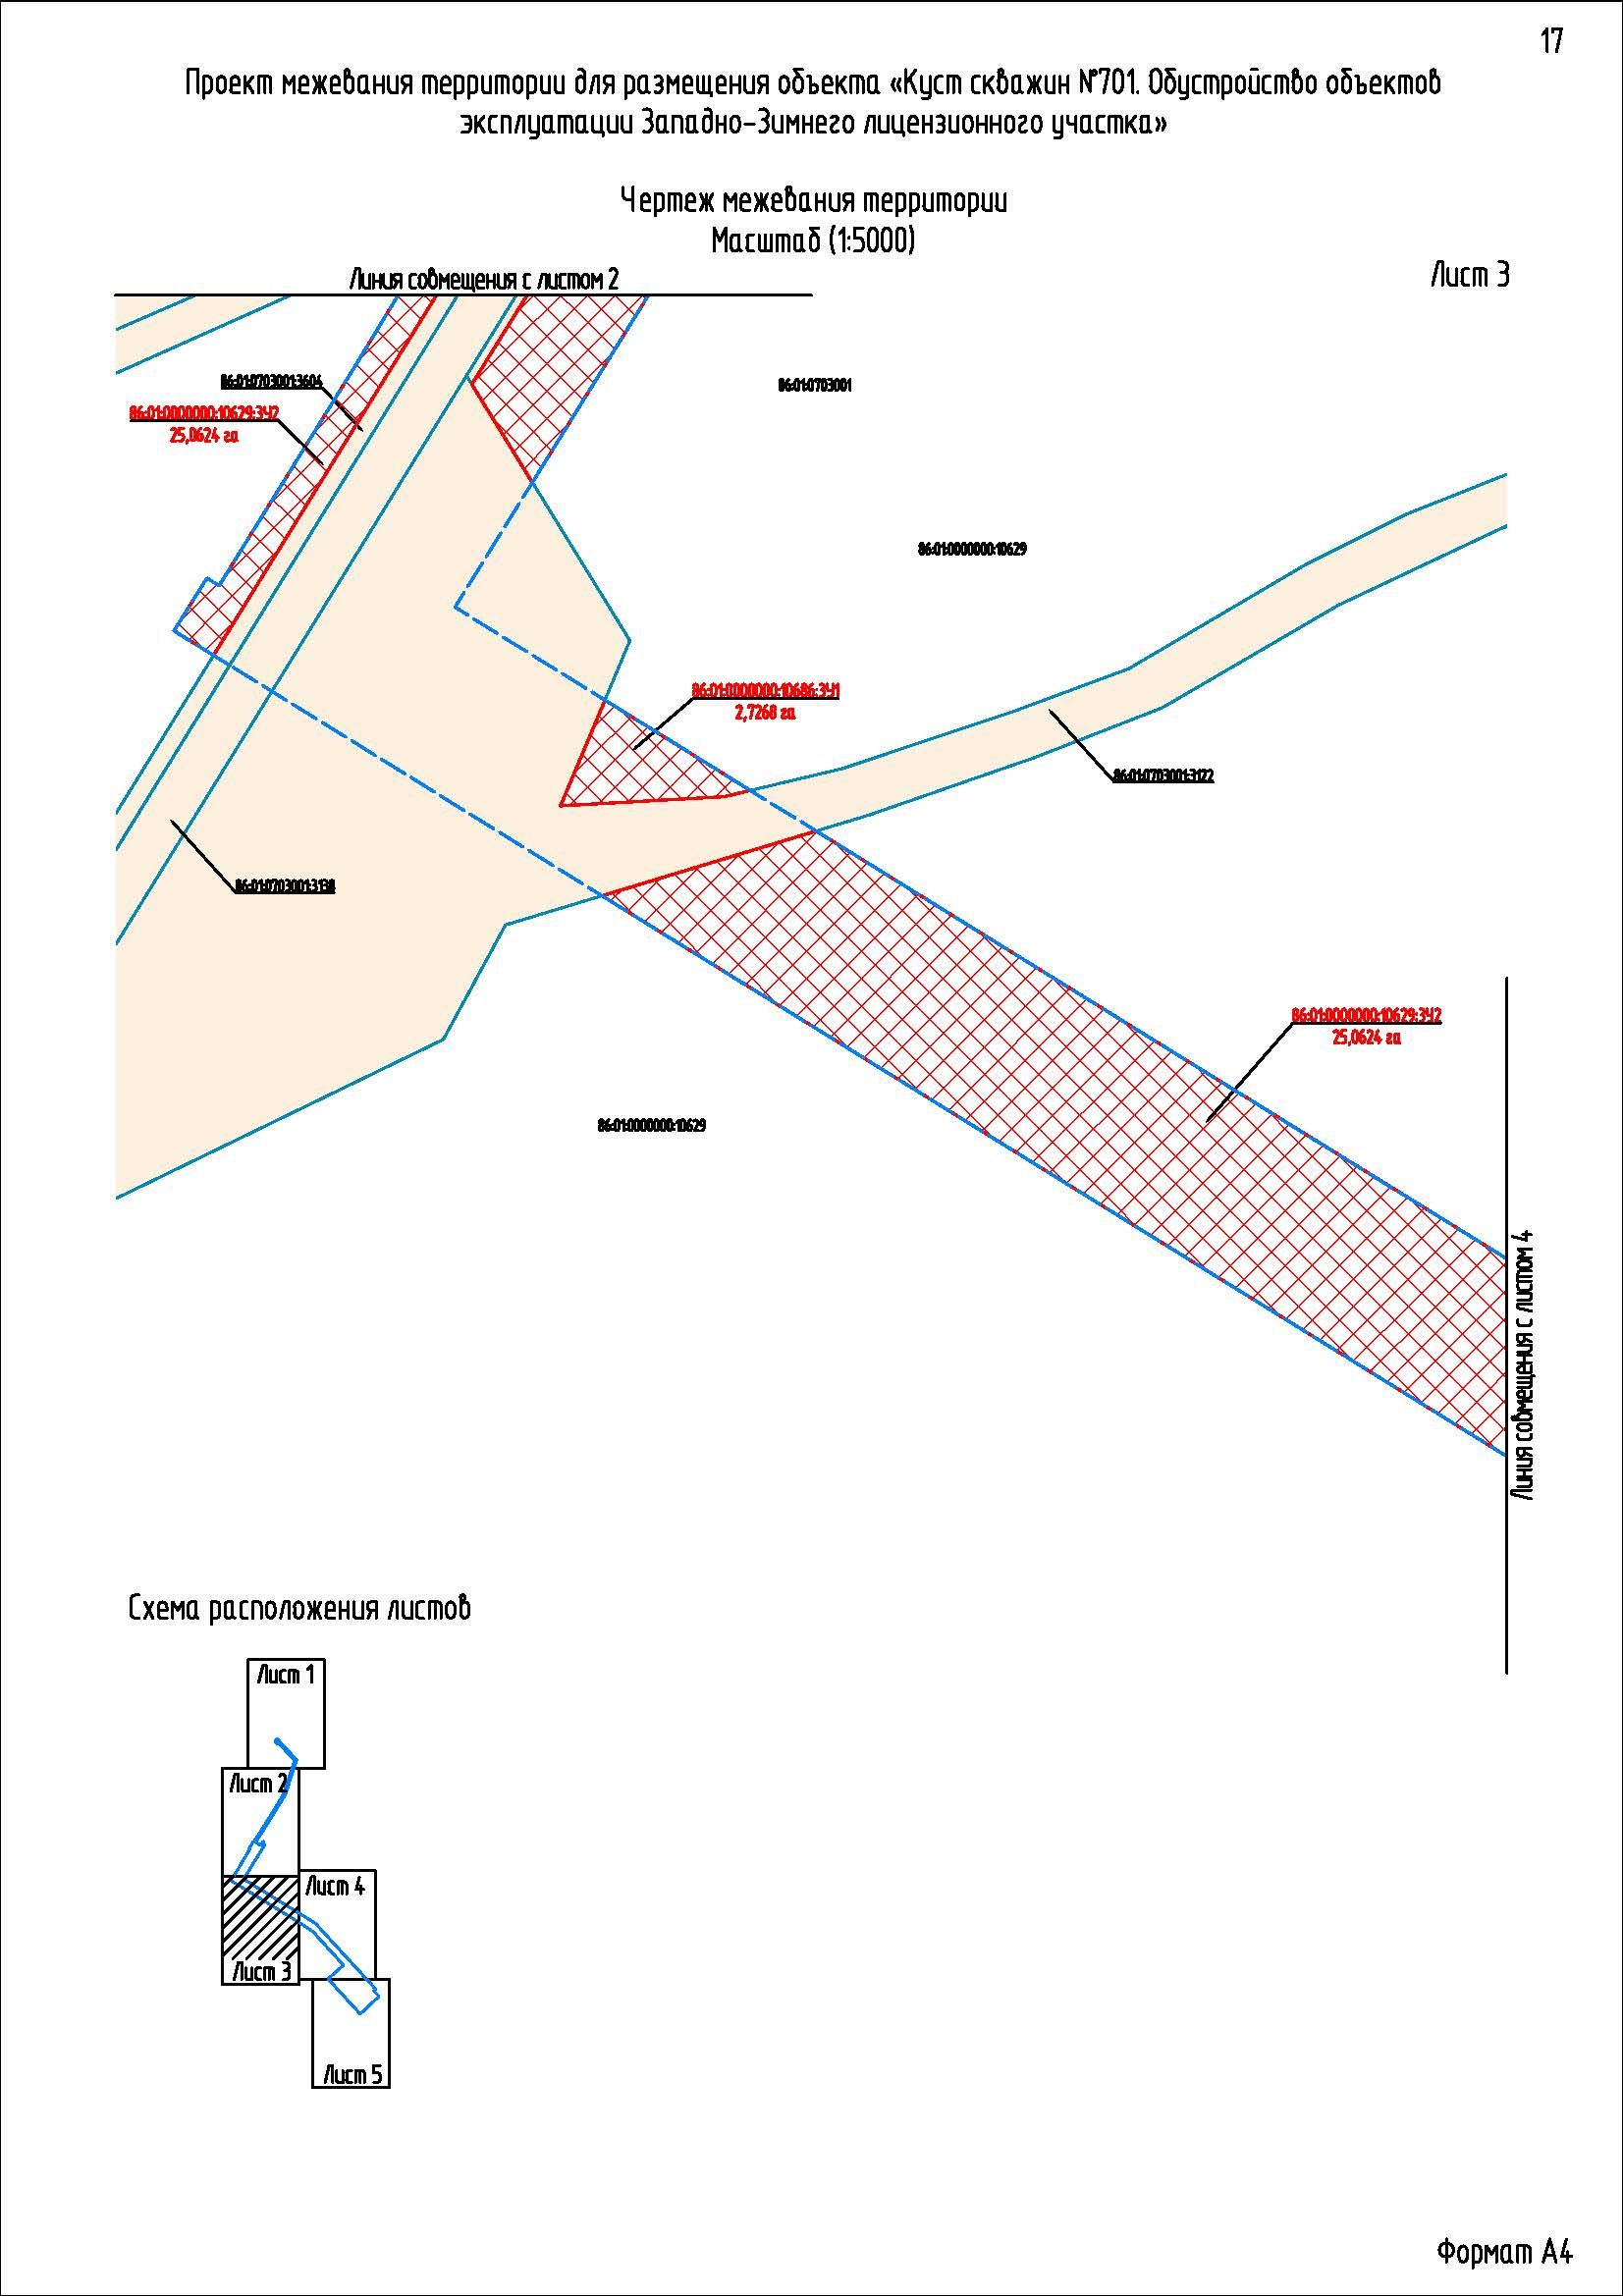 17
Проект межевания территории для размещения объекта «Куст скважин №701. Обустройство объектов
эксплуатации Западно-Зимнего лицензионного участка»
Чертеж межевания территории
Масштаб (1:5000)
Лист 3
Линия совмещения с листом 2
86:01:0703001:3604
86:01:0703001
86:01:0000000:10629:ЗУ2
25,0624 га
86:01:0000000:10629
86:01:0000000:10686:ЗУ1
2,7268 га
86:01:0703001:3122
86:01:0703001:3138
86:01:0000000:10629:ЗУ2
25,0624 га
86:01:0000000:10629
Линия совмещения с листом 4
Схема расположения листов
Лист 1
Лист 2
Лист 4
Лист 3
Лист 5
Формат А4